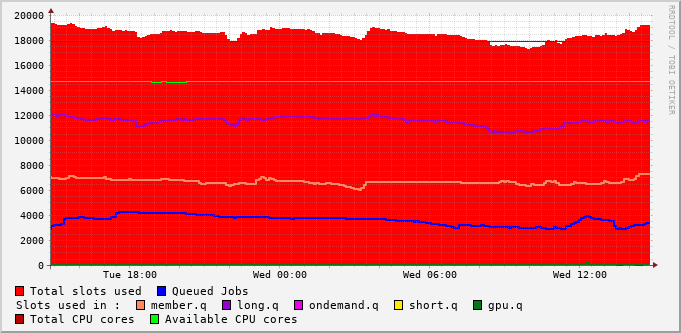 20000
18000
16000
14000
12000
10000
8000
6000
4000
2000
0
Tue 18:00 Wed 00:00 Wed 06:00 Wed 12:00
Total slots used Queued Jobs
Slots used in : member.q long.q ondemand.q short.q gpu.q
Total CPU cores Available CPU cores
RRDTOOL / TOBI OETIKER